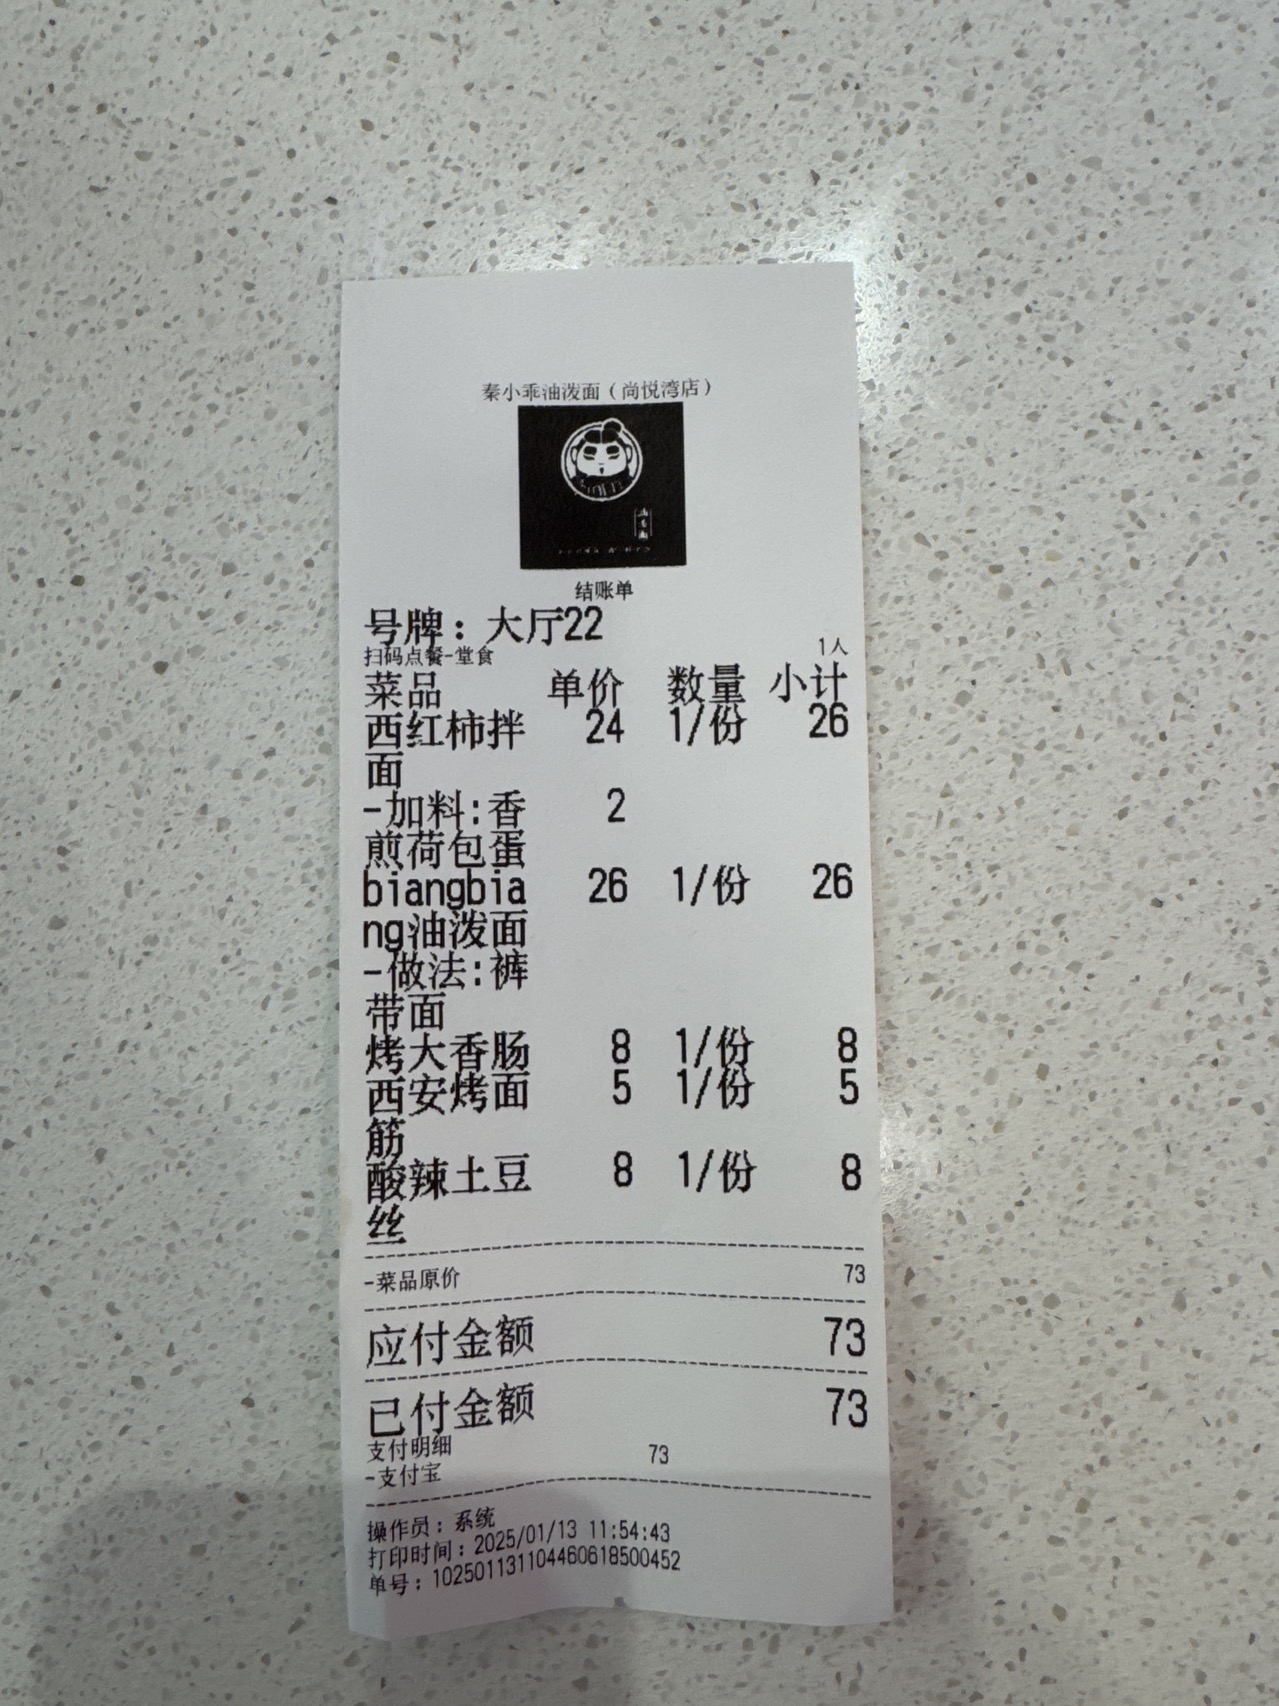 秦小乖油泼面（尚悦湾店）
结账单
号牌：大厅22
扫码点餐-堂食 1人
菜品 单价 数量 小计
西红柿拌 24 1/份 26
面
-加料:香 2
煎荷包蛋
biangbia 26 1/份 26
ng油泼面
-做法:裤
带面
烤大香肠 8 1/份 8
西安烤面 5 1/份 5
筋
酸辣土豆 8 1/份 8
丝
-菜品原价 73
应付金额 73
已付金额 73
支付明细
-支付宝 73
操作员：系统
打印时间：2025/01/13 11:54:43
单号：102501131104460618500452